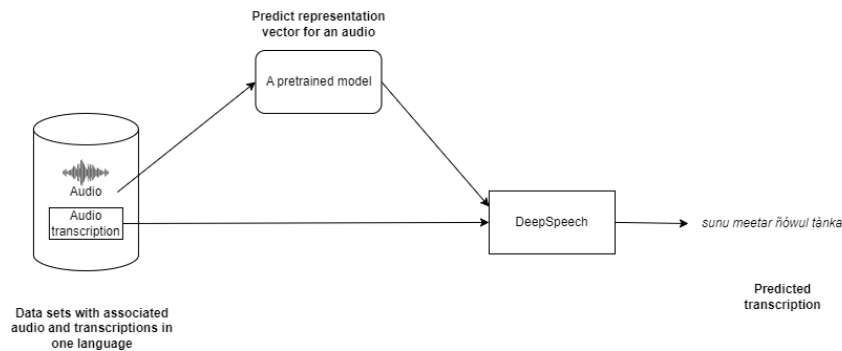 Predict representation
vector for an audio
A pretrained model
Audio
Audio
transcription
DeepSpeech
sunu meetar ñówul tànka
Data sets with associated
audio and transcriptions in
one language
Predicted
transcription